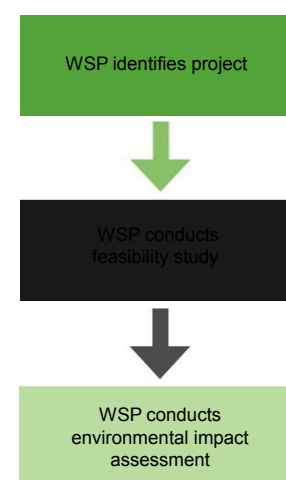 WSP identifies project
WSP conducts
feasibility study
WSP conducts
environmental impact
assessment